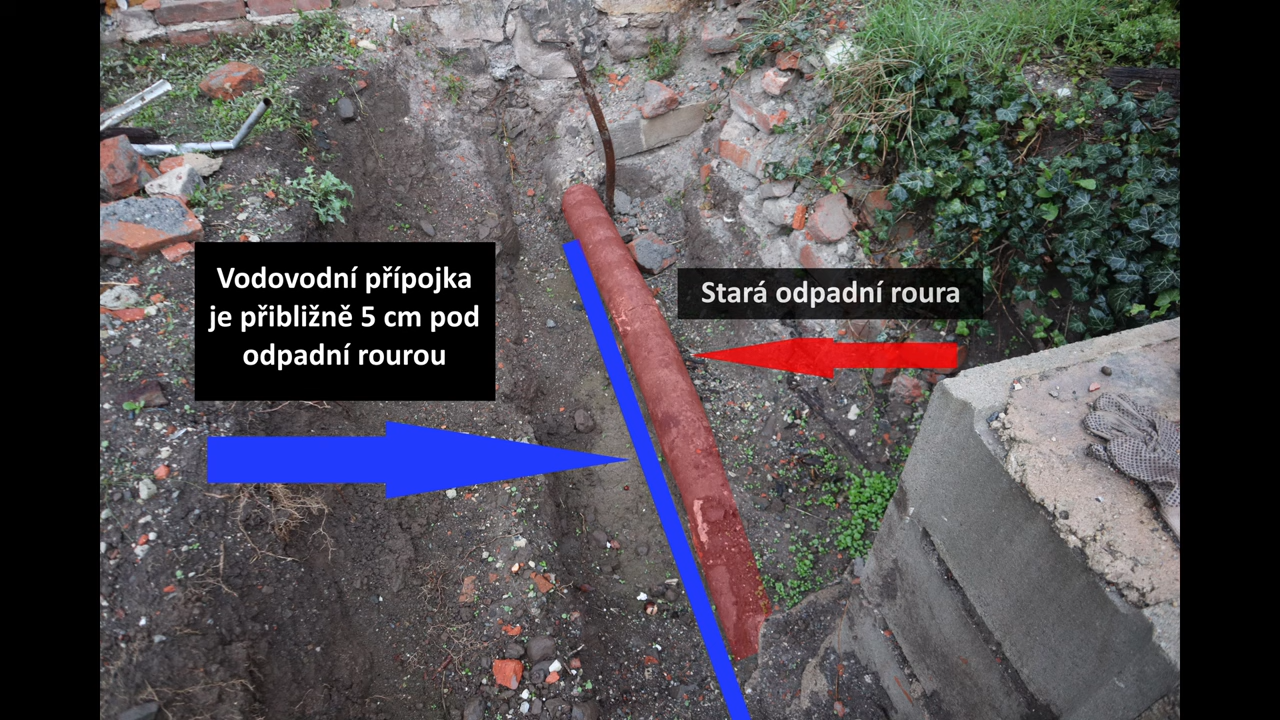 Vodovodní přípojka
je přibližně 5 cm pod
odpadní rourou
Stará odpadní roura